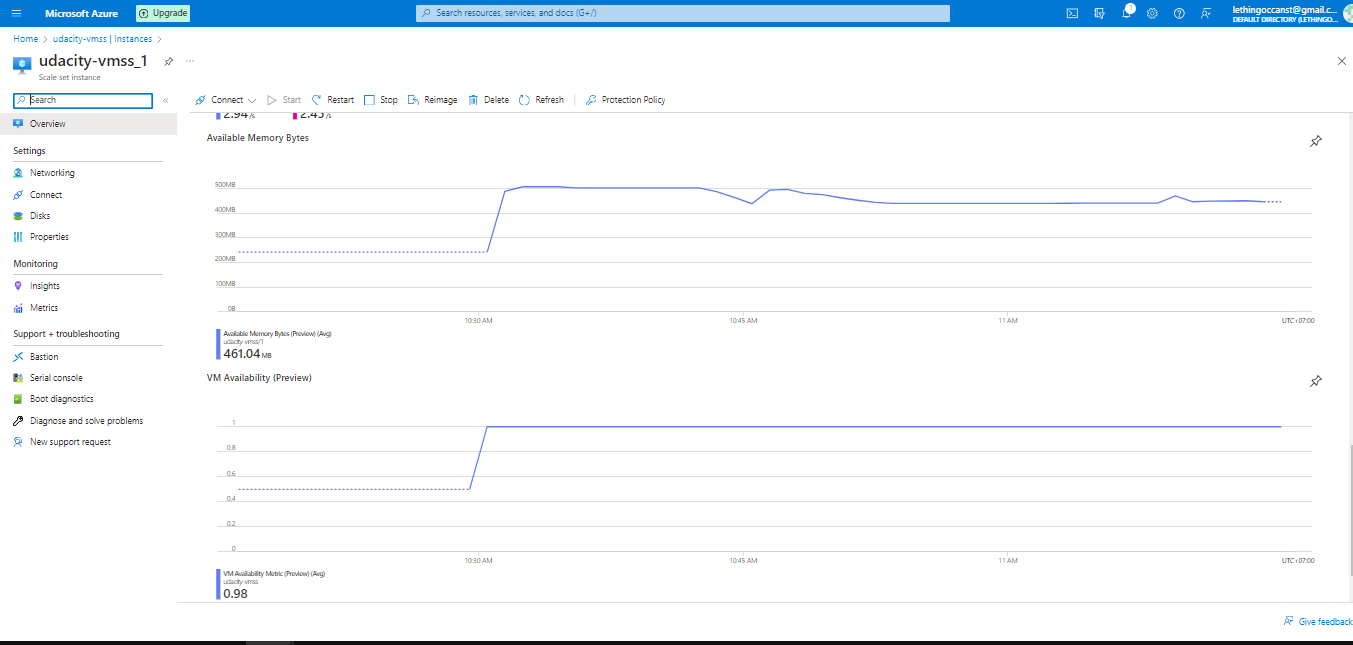 Microsoft Azure
Upgrade
Search resources, services, and docs (G+/)
1
lethingoccanst@gmail.c...
DEFAULT DIRECTORY (LETHINGO...
Home > udacity-vmss | Instances >
udacity-vmss_1
Scale set instance
Search
Connect Start Restart Stop Reimage Delete Refresh Protection Policy
Overview
Settings
Networking
Connect
Disks
Properties
Monitoring
Insights
Metrics
Support + troubleshooting
Bastion
Serial console
Boot diagnostics
Diagnose and solve problems
New support request
2.94% 2.45%
Available Memory Bytes
500MB
400MB
300MB
200MB
100MB
0B
10:30 AM 10:45 AM 11 AM UTC+07:00
Available Memory Bytes (Preview) (Avg)
udacity-vmss/1
461.04 MB
VM Availability (Preview)
1
0.8
0.6
0.4
0.2
0
10:30 AM 10:45 AM 11 AM UTC+07:00
VM Availability Metric (Preview) (Avg)
udacity-vmss
0.98
Give feedback